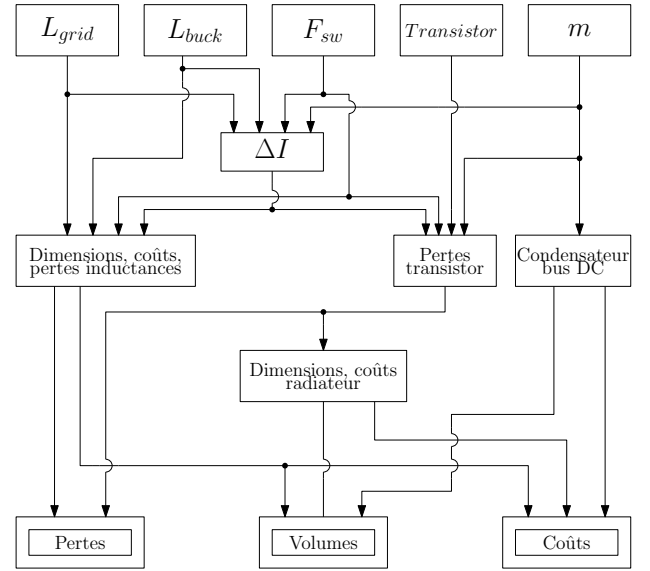 L_grid
L_buck
F_sw
Transistor
m
ΔI
Dimensions, coûts,
pertes inductances
Pertes
transistor
Condensateur
bus DC
Dimensions, coûts
radiateur
Pertes
Volumes
Coûts